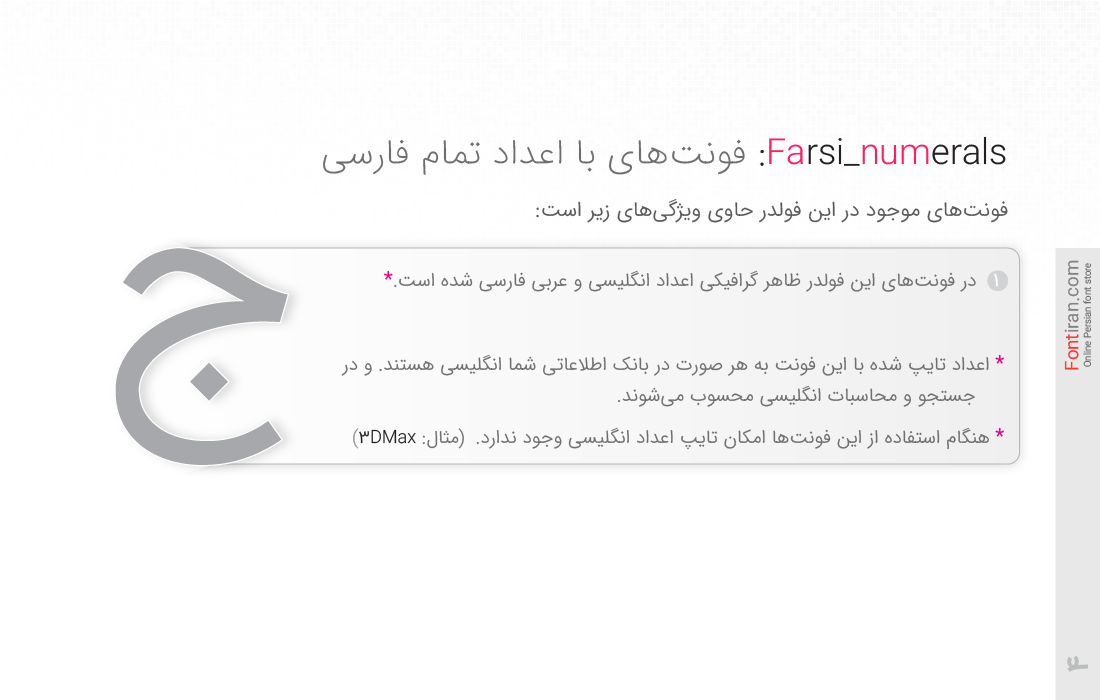 Farsi_numerals: فونت‌های با اعداد تمام فارسی
فونت‌های موجود در این فولدر حاوی ویژگی‌های زیر است:
۱ در فونت‌های این فولدر ظاهر گرافیکی اعداد انگلیسی و عربی فارسی شده است.*
* اعداد تایپ شده با این فونت به هر صورت در بانک اطلاعاتی شما انگلیسی هستند. و در
جستجو و محاسبات انگلیسی محسوب می‌شوند.
* هنگام استفاده از این فونت‌ها امکان تایپ اعداد انگلیسی وجود ندارد. (مثال: ۳DMax)
ج
Fontiran.com
Online Persian font store
۴